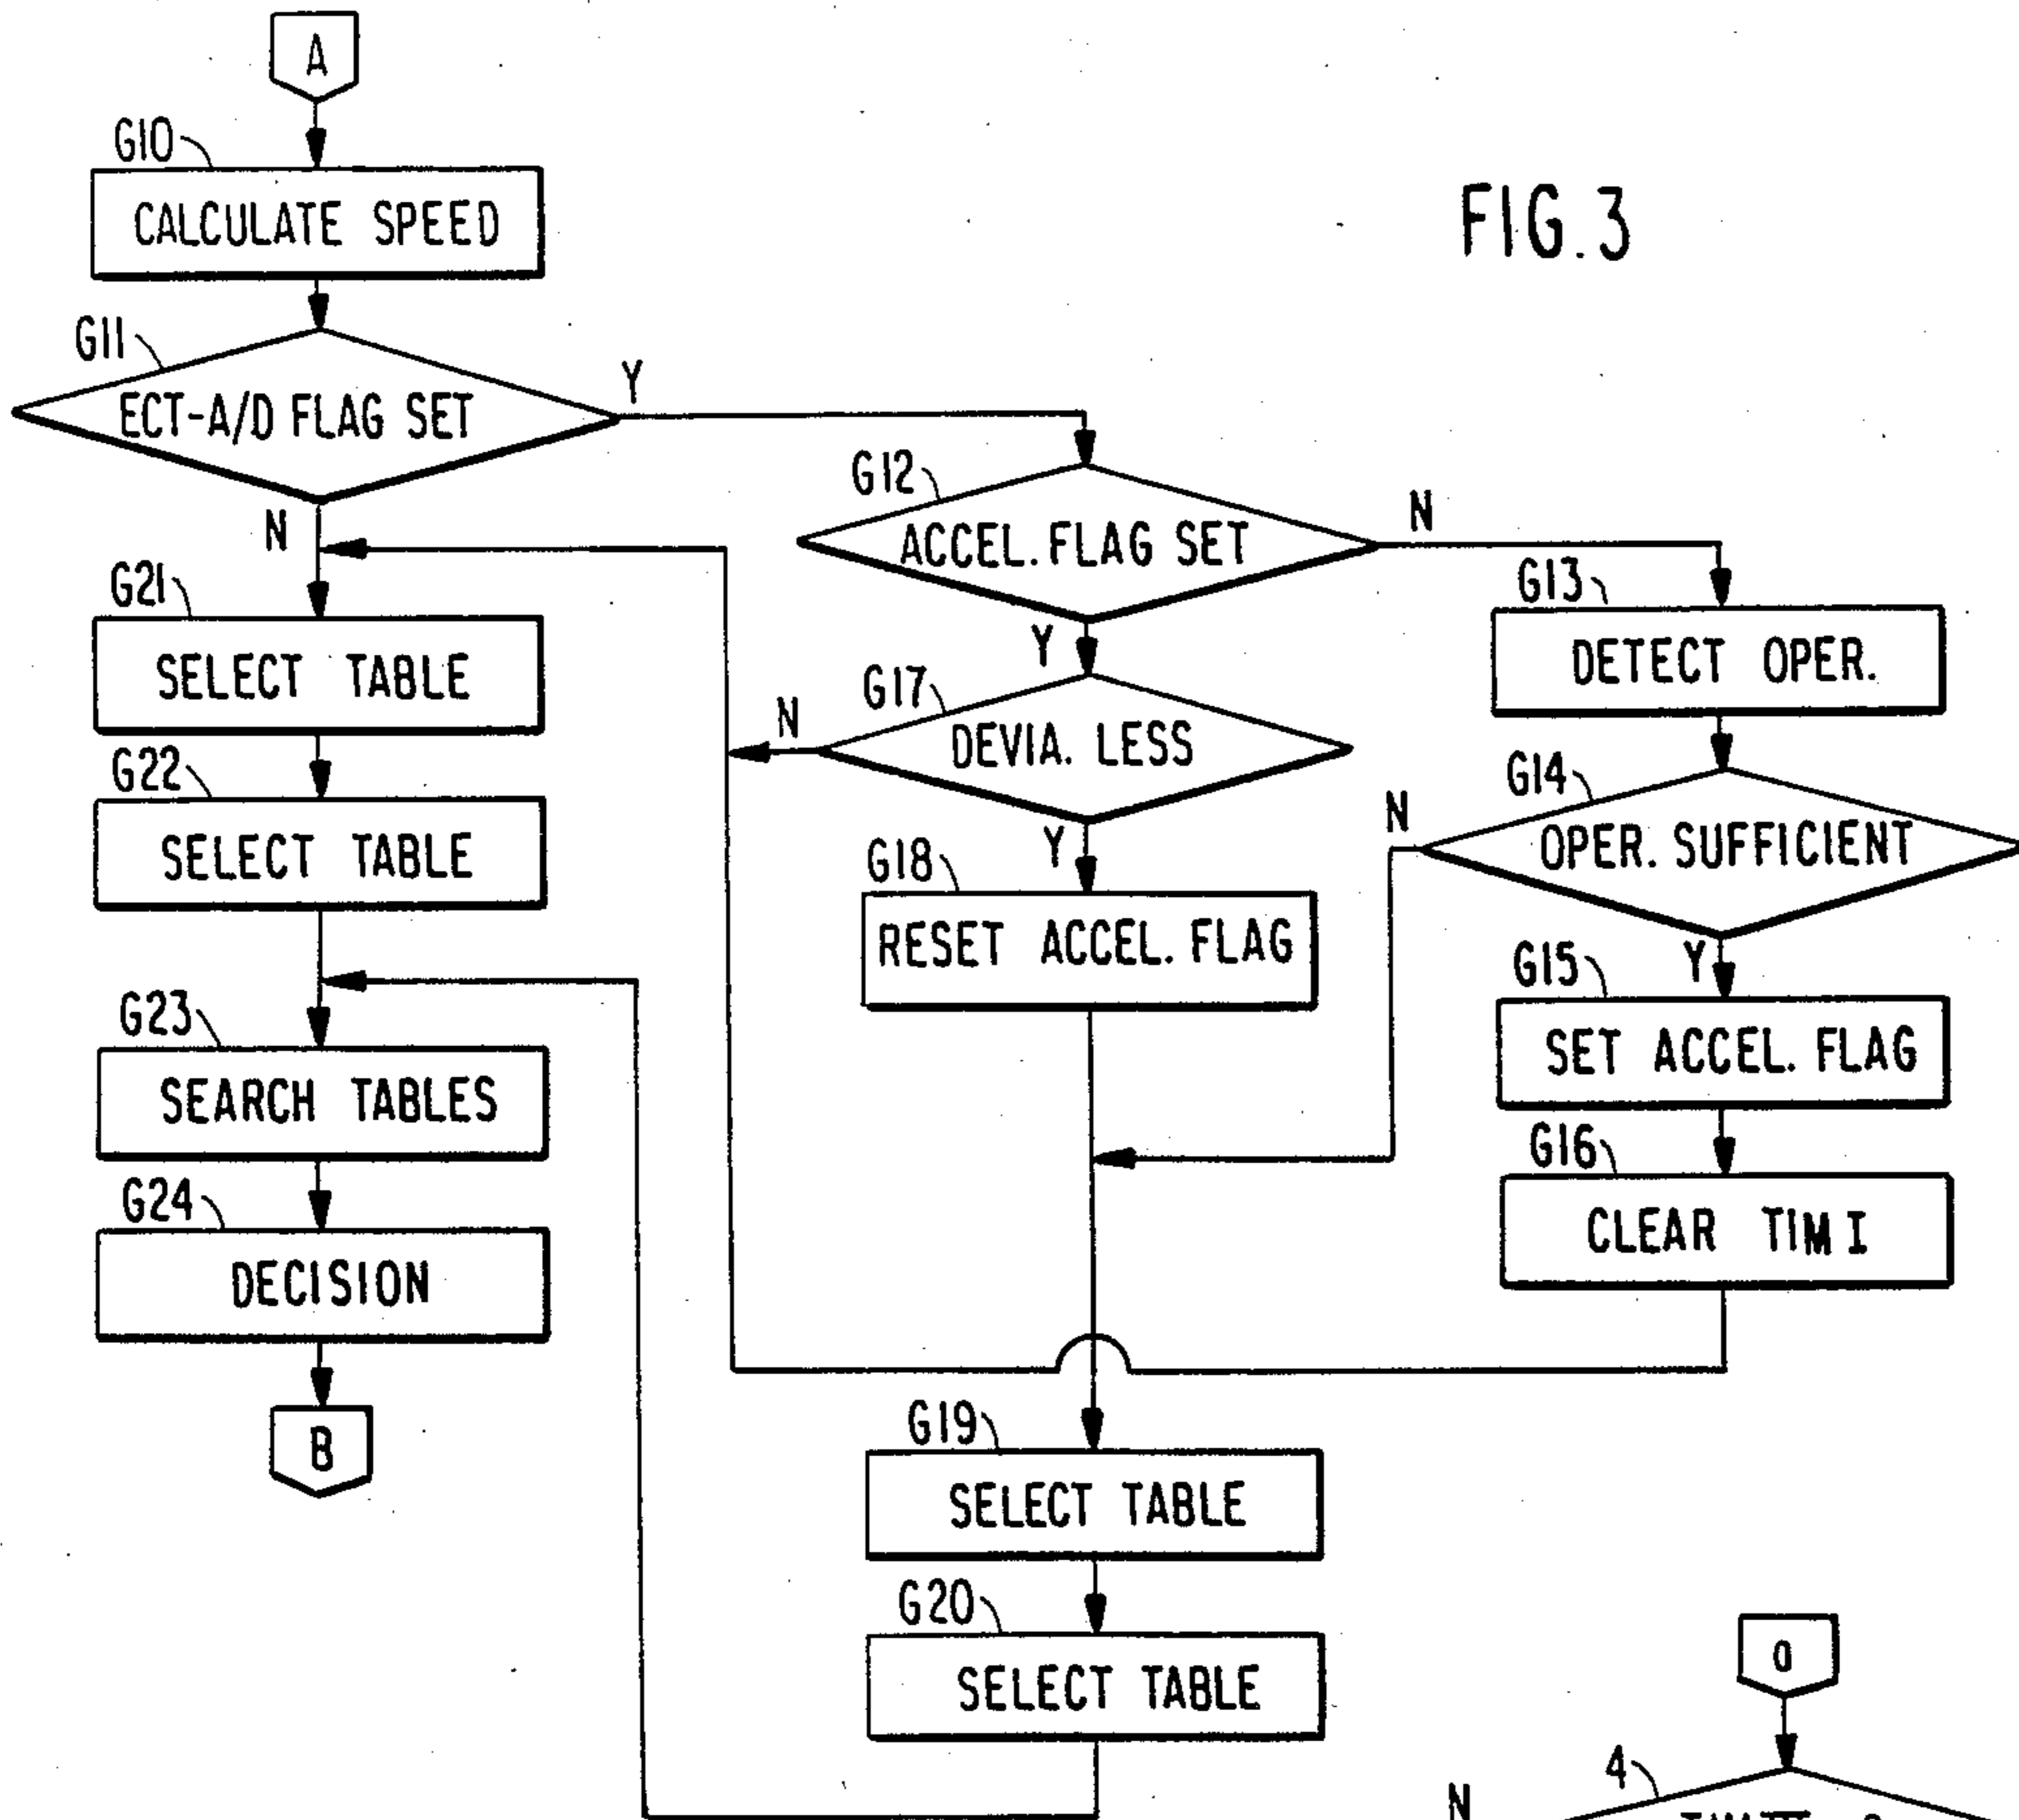 FIG.3
A
G10
CALCULATE SPEED
G11
ECT-A/D FLAG SET
Y
N
G12
ACCEL. FLAG SET
N
Y
G13
DETECT OPER.
G14
OPER. SUFFICIENT
N
Y
G15
SET ACCEL. FLAG
G16
CLEAR TIM I
G17
DEVIA. LESS
N
Y
G18
RESET ACCEL. FLAG
G19
SELECT TABLE
G20
SELECT TABLE
G21
SELECT TABLE
G22
SELECT TABLE
G23
SEARCH TABLES
G24
DECISION
B
0
4
N